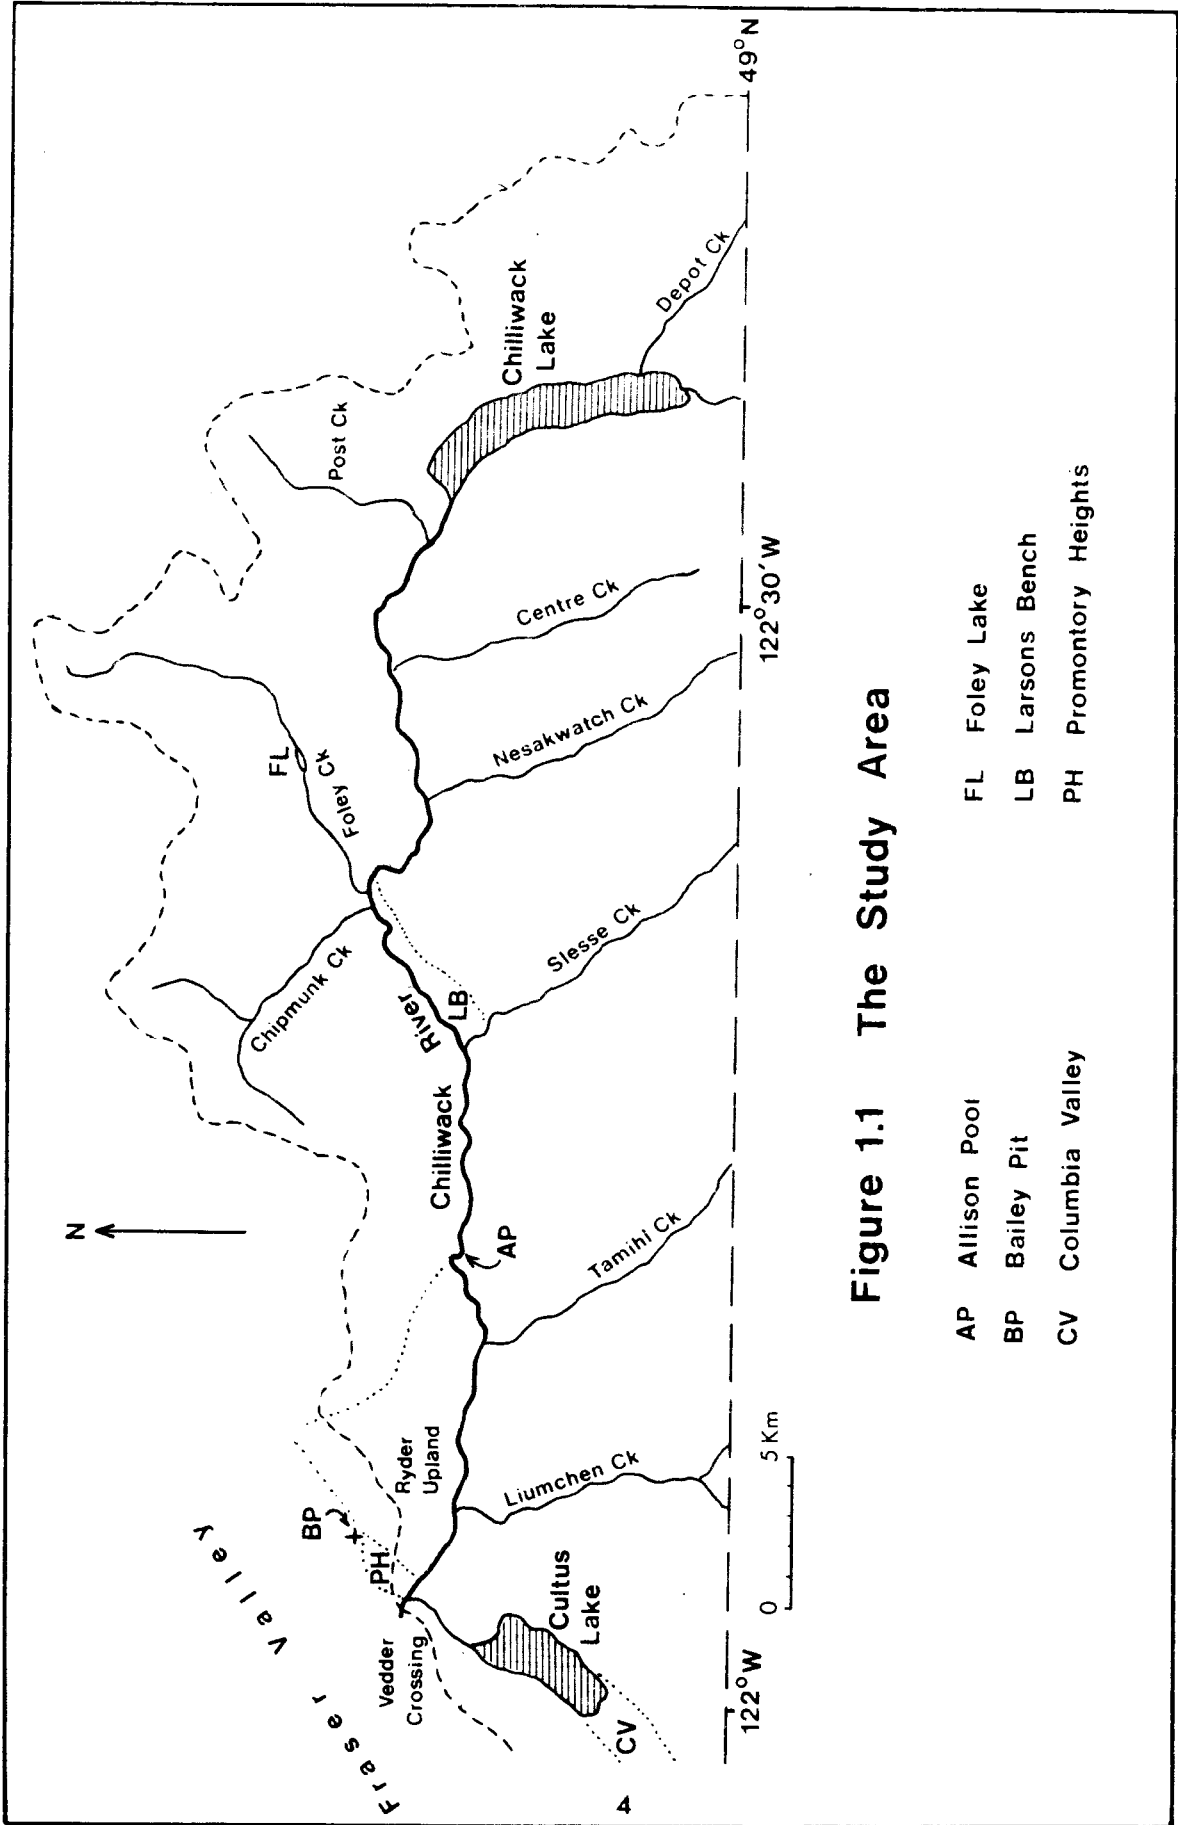 N
49°N
Fraser Valley
Vedder
Crossing
PH
BP
Ryder
Upland
Cultus
Lake
CV
Liumchen Ck
Tamihi Ck
AP
Chilliwack
River
LB
Slesse Ck
Chipmunk Ck
Foley Ck
FL
Nesakwatch Ck
Centre Ck
Post Ck
Chilliwack
Lake
Depot Ck
122°W
0
5 Km
122°30′W
Figure 1.1 The Study Area
AP Allison Pool
BP Bailey Pit
CV Columbia Valley
FL Foley Lake
LB Larsons Bench
PH Promontory Heights
4